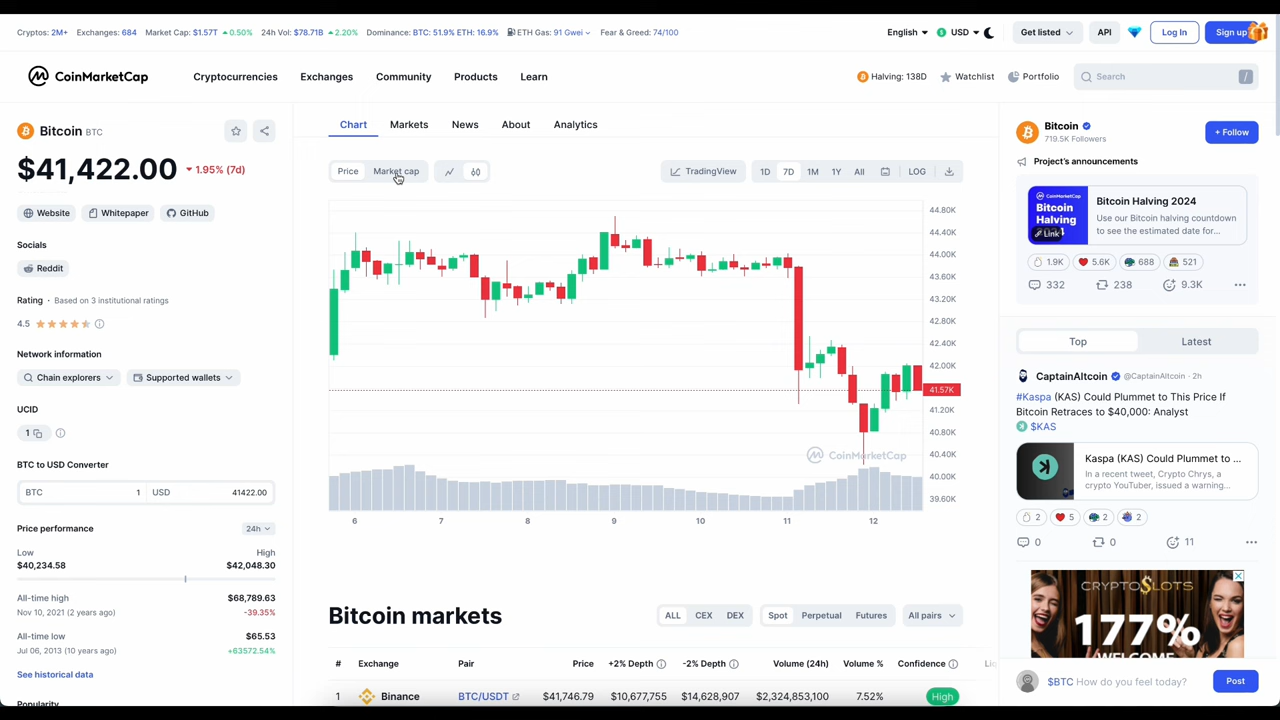 Cryptos: 2M+ Exchanges: 684 Market Cap: $1.57T 0.50% 24h Vol: $78.71B 2.20% Dominance: BTC: 51.9% ETH: 16.9% ETH Gas: 91 Gwei Fear & Greed: 74/100
English USD Get listed API Log In Sign up
CoinMarketCap Cryptocurrencies Exchanges Community Products Learn
Halving: 138D Watchlist Portfolio Search /
Bitcoin BTC
$41,422.00 1.95% (7d)
Website Whitepaper GitHub
Socials
Reddit
Rating · Based on 3 institutional ratings
4.5
Network information
Chain explorers Supported wallets
UCID
1
BTC to USD Converter
BTC 1 USD 41422.00
Price performance 24h
Low High
$40,234.58 $42,048.30
All-time high $68,789.63
Nov 10, 2021 (2 years ago) -39.35%
All-time low $65.53
Jul 06, 2013 (10 years ago) +63572.54%
See historical data
Popularity
Chart Markets News About Analytics
Price Market cap TradingView 1D 7D 1M 1Y All LOG
44.80K
44.40K
44.00K
43.60K
43.20K
42.80K
42.40K
42.00K
41.57K
41.20K
40.80K
40.40K
40.00K
39.60K
CoinMarketCap
6 7 8 9 10 11 12
Bitcoin markets ALL CEX DEX Spot Perpetual Futures All pairs
# Exchange Pair Price +2% Depth -2% Depth Volume (24h) Volume % Confidence
1 Binance BTC/USDT $41,746.79 $10,677,755 $14,628,907 $2,324,853,100 7.52% High
Bitcoin
719.5K Followers
+ Follow
Project's announcements
CoinMarketCap
Bitcoin
Halving
Link
Bitcoin Halving 2024
Use our Bitcoin halving countdown
to see the estimated date for...
1.9K 5.6K 688 521
332 238 9.3K
Top Latest
CaptainAltcoin @CaptainAltcoin · 2h
#Kaspa (KAS) Could Plummet to This Price If
Bitcoin Retraces to $40,000: Analyst
$KAS
Kaspa (KAS) Could Plummet to ...
In a recent tweet, Crypto Chrys, a
crypto YouTuber, issued a warning...
2 5 2 2
0 0 11
CRYPTOSLOTS
177%
WELCOME
$BTC How do you feel today? Post